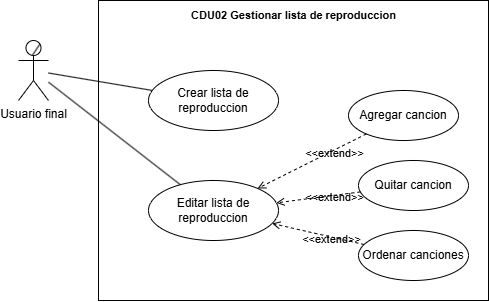 CDU02 Gestionar lista de reproduccion
Usuario final
Crear lista de
reproduccion
Agregar cancion
<<extend>>
Quitar cancion
<<extend>>
Editar lista de
reproduccion
<<extend>>
Ordenar canciones